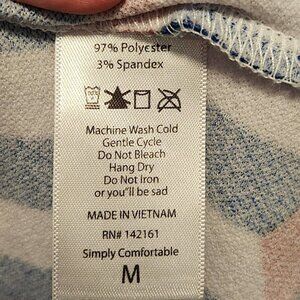 97% Polyester
3% Spandex
Machine Wash Cold
Gentle Cycle
Do Not Bleach
Hang Dry
Do Not Iron
or you'll be sad
MADE IN VIETNAM
RN# 142161
Simply Comfortable
M